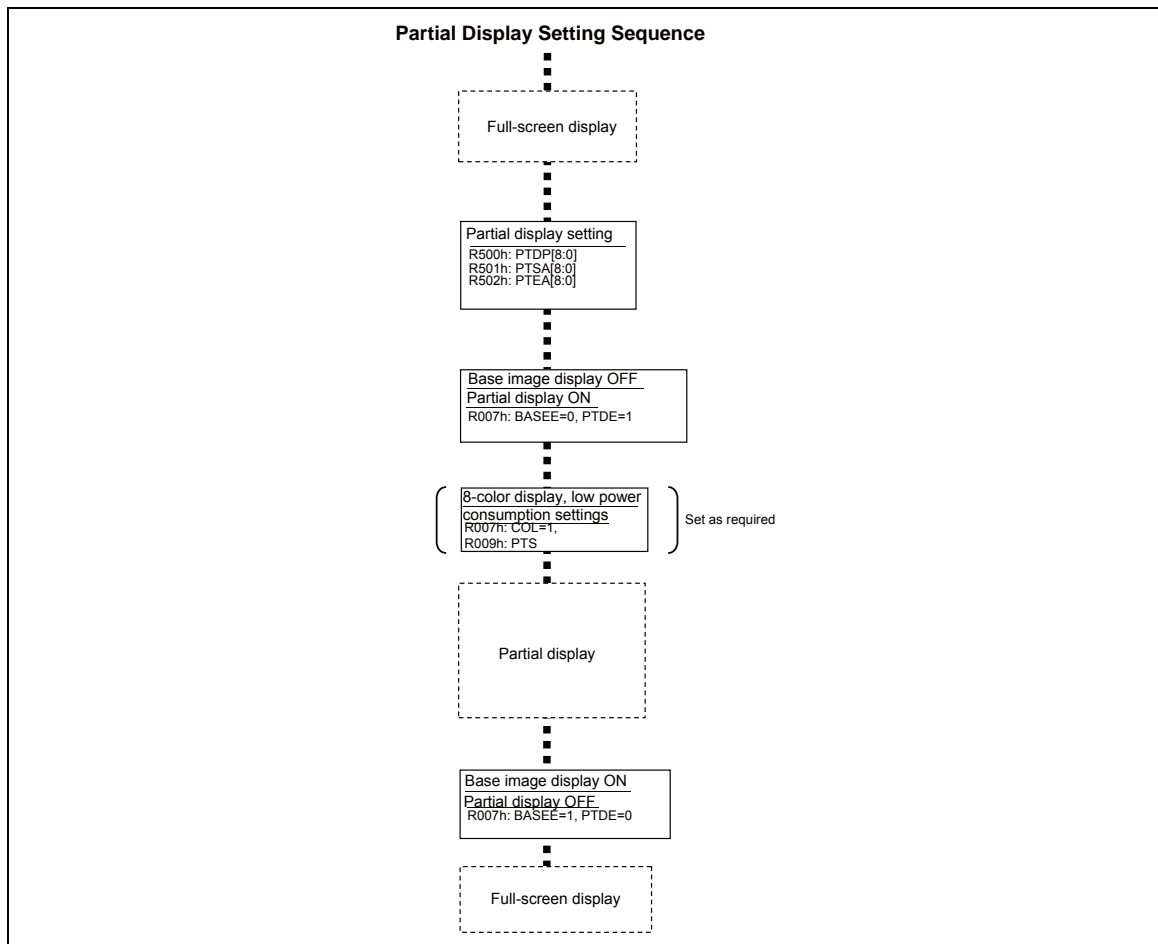 Partial Display Setting Sequence
Full-screen display
Partial display setting
R500h: PTDP[8:0]
R501h: PTSA[8:0]
R502h: PTEA[8:0]
Base image display OFF
Partial display ON
R007h: BASEE=0, PTDE=1
8-color display, low power
consumption settings
R007h: COL=1,
R009h: PTS
Set as required
Partial display
Base image display ON
Partial display OFF
R007h: BASEE=1, PTDE=0
Full-screen display